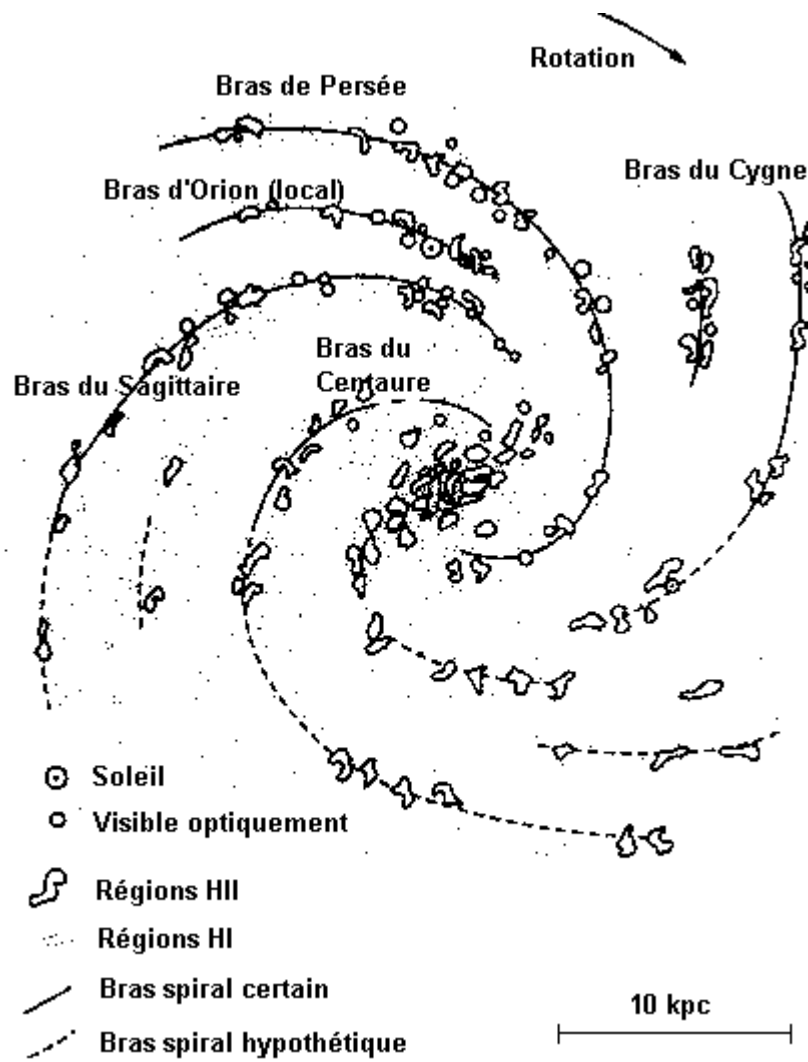 Rotation
Bras de Persée
Bras du Cygne
Bras d'Orion (local)
Bras du
Centaure
Bras du Sagittaire
Soleil
Visible optiquement
Régions HII
Régions HI
Bras spiral certain
10 kpc
Bras spiral hypothétique